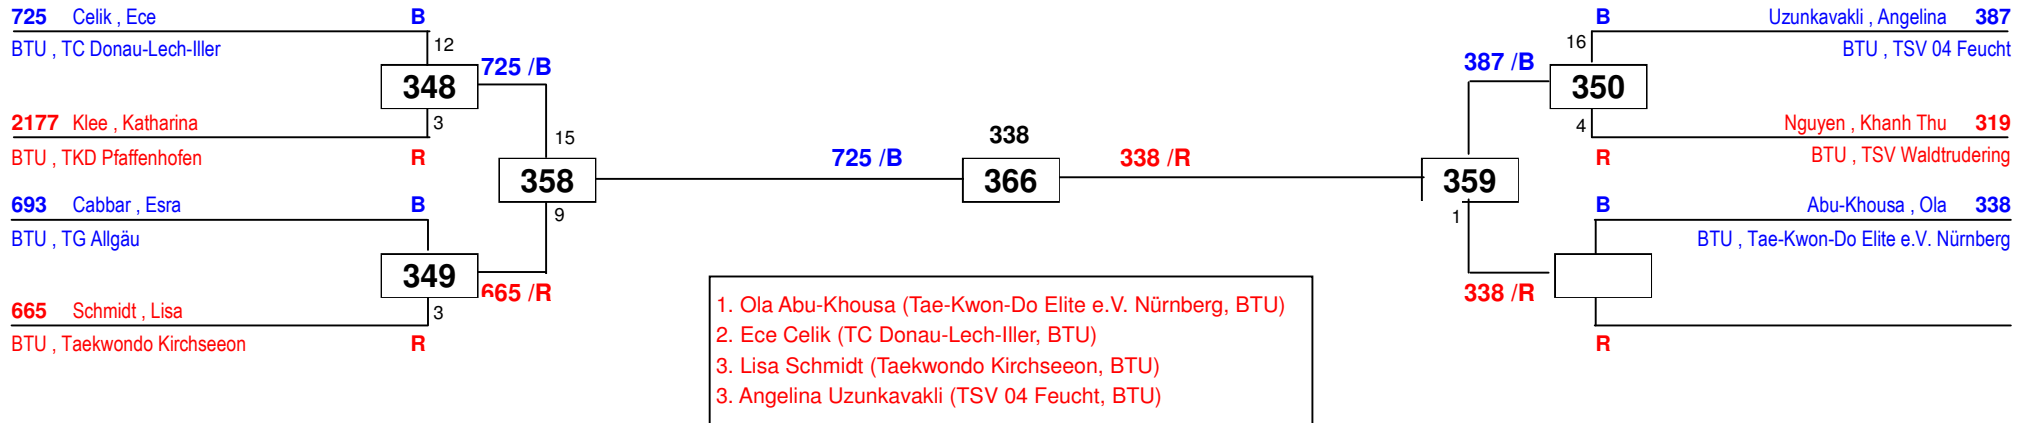 725 Celik , Ece B
BTU , TC Donau-Lech-Iller
12
348
725 /B
2177 Klee , Katharina
3
BTU , TKD Pfaffenhofen R
15
358
693 Cabbar , Esra B
9
BTU , TG Allgäu
349
665 /R
665 Schmidt , Lisa
3
BTU , Taekwondo Kirchseeon R
725 /B
338
366
338 /R
B Uzunkavakli , Angelina 387
16
BTU , TSV 04 Feucht
387 /B
350
4
Nguyen , Khanh Thu 319
R BTU , TSV Waldtrudering
359
1
B Abu-Khousa , Ola 338
BTU , Tae-Kwon-Do Elite e.V. Nürnberg
338 /R
R
1. Ola Abu-Khousa (Tae-Kwon-Do Elite e.V. Nürnberg, BTU)
2. Ece Celik (TC Donau-Lech-Iller, BTU)
3. Lisa Schmidt (Taekwondo Kirchseeon, BTU)
3. Angelina Uzunkavakli (TSV 04 Feucht, BTU)